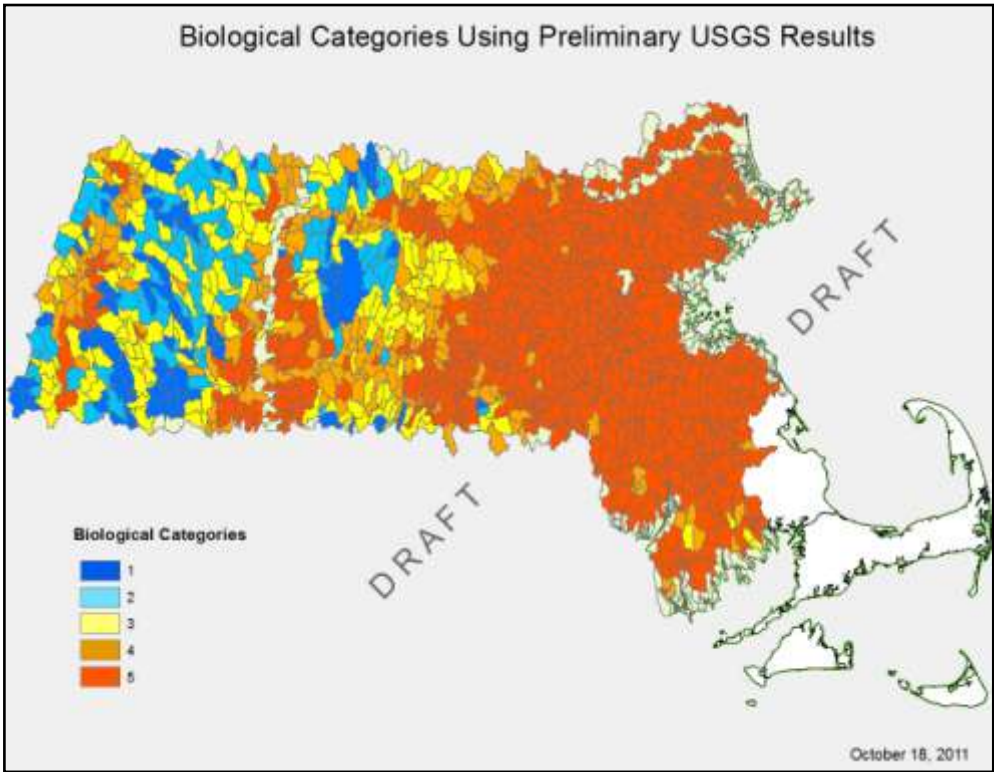 Biological Categories Using Preliminary USGS Results
DRAFT
DRAFT
Biological Categories
1
2
3
4
5
October 18, 2011